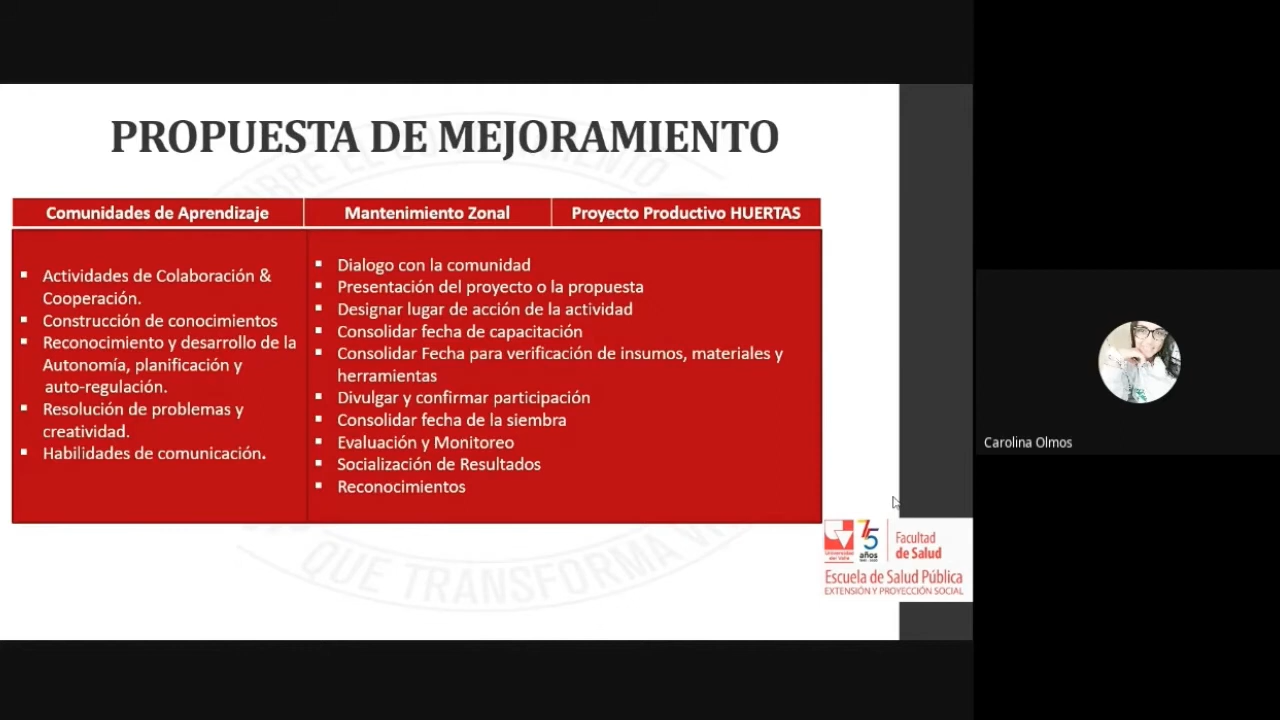 PROPUESTA DE MEJORAMIENTO
Comunidades de Aprendizaje
Mantenimiento Zonal
Proyecto Productivo HUERTAS
Actividades de Colaboración &
Cooperación.
Construcción de conocimientos
Reconocimiento y desarrollo de la
Autonomía, planificación y
auto-regulación.
Resolución de problemas y
creatividad.
Habilidades de comunicación.
Dialogo con la comunidad
Presentación del proyecto o la propuesta
Designar lugar de acción de la actividad
Consolidar fecha de capacitación
Consolidar Fecha para verificación de insumos, materiales y
herramientas
Divulgar y confirmar participación
Consolidar fecha de la siembra
Evaluación y Monitoreo
Socialización de Resultados
Reconocimientos
QUE TRANSFORMA
Universidad
del Valle
75
años
Facultad
de Salud
Escuela de Salud Pública
EXTENSIÓN Y PROYECCIÓN SOCIAL
Carolina Olmos